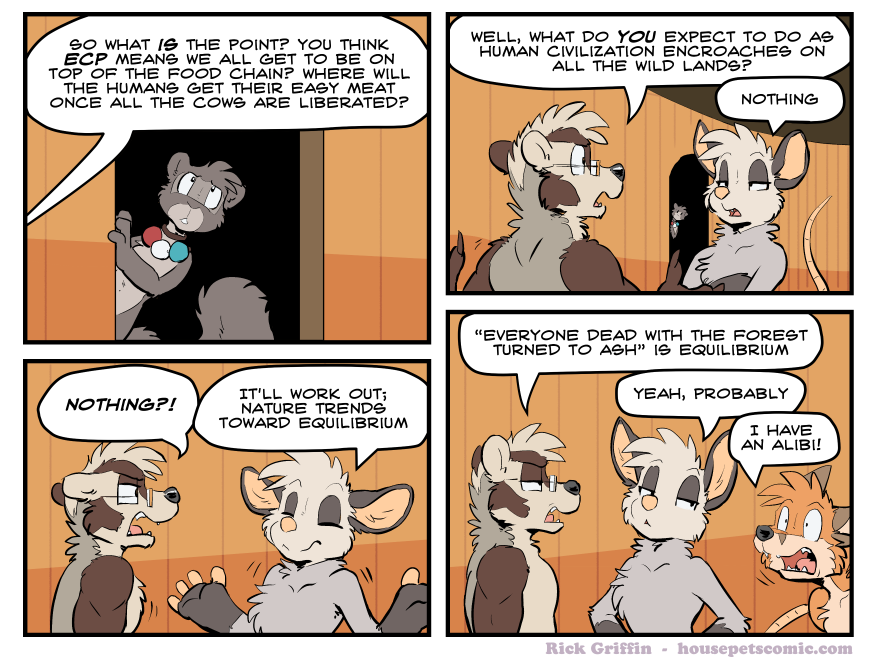 SO WHAT IS THE POINT? YOU THINK
ECP MEANS WE ALL GET TO BE ON
TOP OF THE FOOD CHAIN? WHERE WILL
THE HUMANS GET THEIR EASY MEAT
ONCE ALL THE COWS ARE LIBERATED?
WELL, WHAT DO YOU EXPECT TO DO AS
HUMAN CIVILIZATION ENCROACHES ON
ALL THE WILD LANDS?
NOTHING
NOTHING?!
IT'LL WORK OUT;
NATURE TRENDS
TOWARD EQUILIBRIUM
"EVERYONE DEAD WITH THE FOREST
TURNED TO ASH" IS EQUILIBRIUM
YEAH, PROBABLY
I HAVE
AN ALIBI!
Rick Griffin - housepetscomic.com